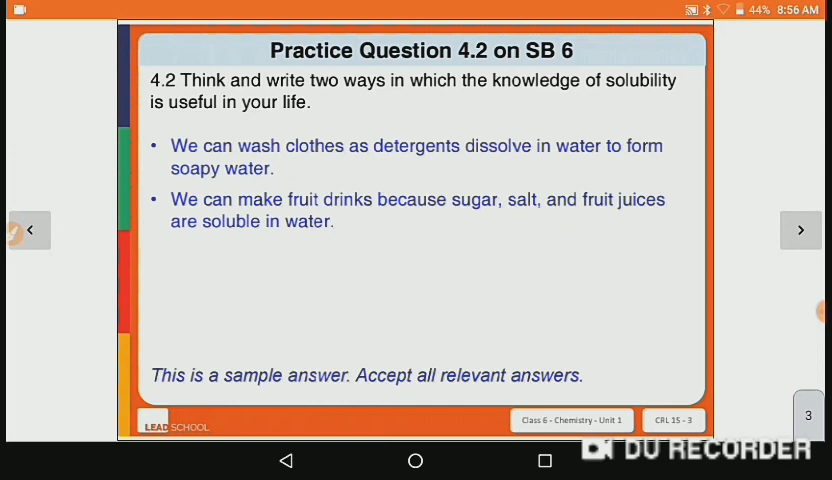 44% 8:56 AM
Practice Question 4.2 on SB 6
4.2 Think and write two ways in which the knowledge of solubility
is useful in your life.
• We can wash clothes as detergents dissolve in water to form
soapy water.
• We can make fruit drinks because sugar, salt, and fruit juices
are soluble in water.
This is a sample answer. Accept all relevant answers.
LEAD SCHOOL
Class 6 - Chemistry - Unit 1
CRL 15 - 3
3
DU RECORDER